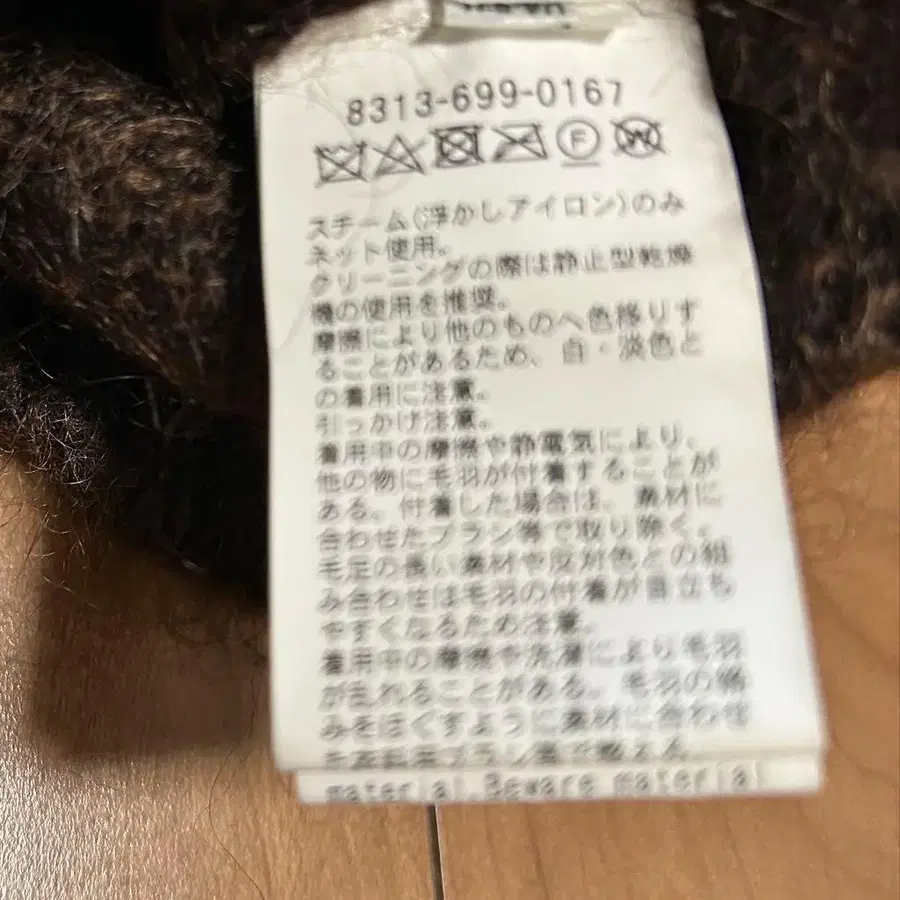 8313-699-0167
F W
スチーム(浮かしアイロン)のみ
ネット使用。
クリーニングの際は静止型乾燥
機の使用を推奨。
摩擦により他のものへ色移りす
ることがあるため、白・淡色と
の着用に注意。
引っかけ注意。
着用中の摩擦や静電気により、
他の物に毛羽が付着することが
ある。付着した場合は、素材に
合わせたブラシ等で取り除く。
毛足の長い素材や反対色との組
み合わせは毛羽の付着が目立ち
やすくなるため注意。
着用中の摩擦や洗濯により毛羽
が乱れることがある。毛羽の絡
みをほぐすように素材に合わせ
material.Beware material